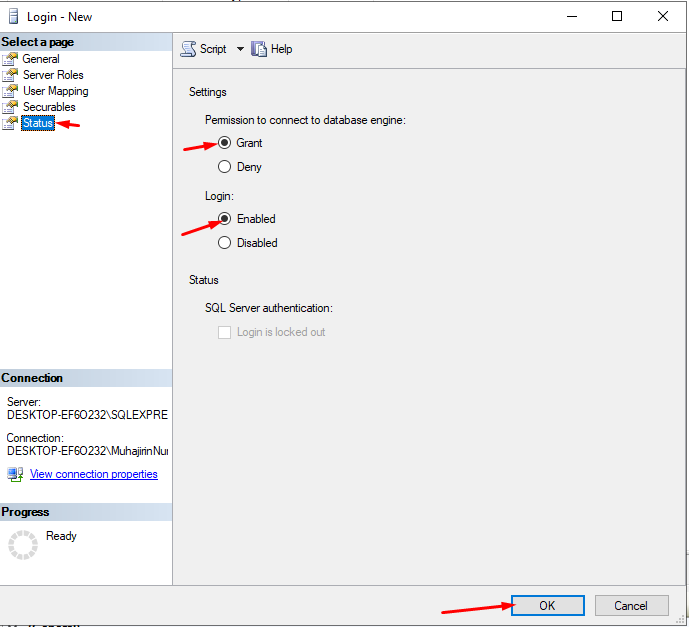 Login - New
Select a page
General
Server Roles
User Mapping
Securables
Status
Script
Help
Settings
Permission to connect to database engine:
Grant
Deny
Login:
Enabled
Disabled
Status
SQL Server authentication:
Login is locked out
Connection
Server:
DESKTOP-EF6O232\SQLEXPRE
Connection:
DESKTOP-EF6O232\MuhajirinNu
View connection properties
Progress
Ready
OK
Cancel